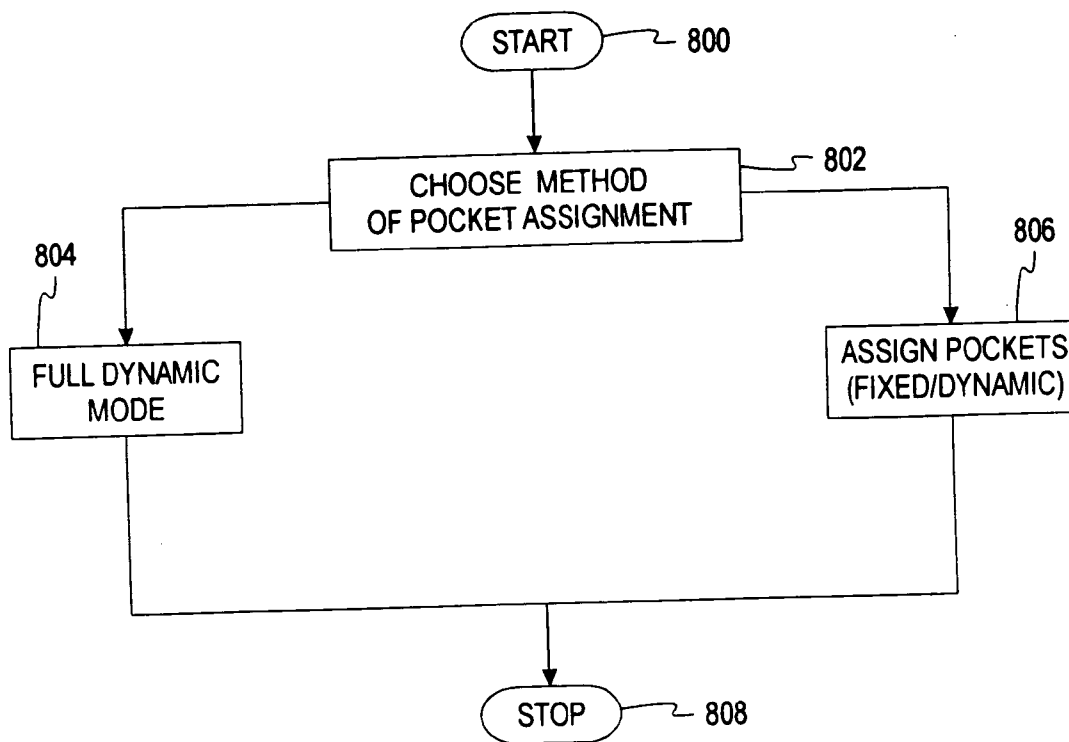 START
800
CHOOSE METHOD
OF POCKET ASSIGNMENT
802
804
FULL DYNAMIC
MODE
806
ASSIGN POCKETS
(FIXED/DYNAMIC)
STOP
808